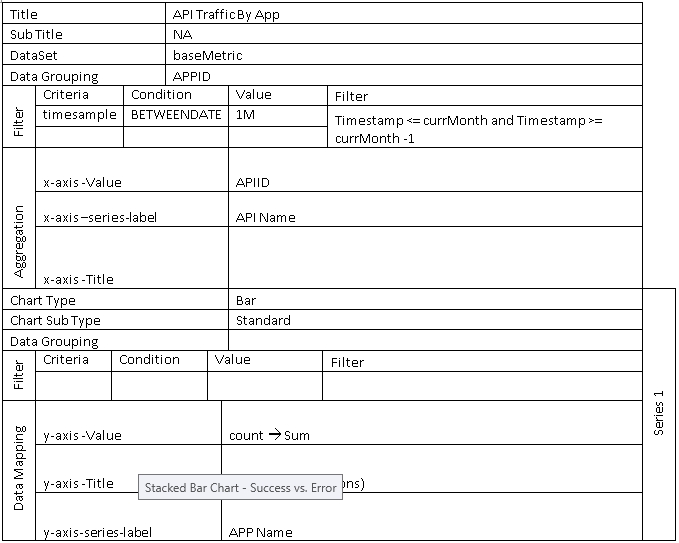 Title API Traffic By App
Sub Title NA
DataSet baseMetric
Data Grouping APPID
Filter
Criteria Condition Value Filter
timesample BETWEENDATE 1M Timestamp <= currMonth and Timestamp >=
currMonth -1
Aggregation
x-axis -Value APIID
x-axis –series-label API Name
x-axis -Title
Chart Type Bar
Chart Sub Type Standard
Data Grouping
Filter
Criteria Condition Value Filter
Series 1
Data Mapping
y-axis -Value count →Sum
y-axis -Title ons)
Stacked Bar Chart - Success vs. Error
y-axis-series-label APP Name